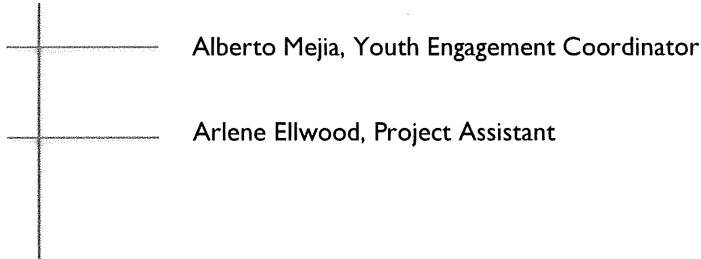 Alberto Mejia, Youth Engagement Coordinator
Arlene Ellwood, Project Assistant